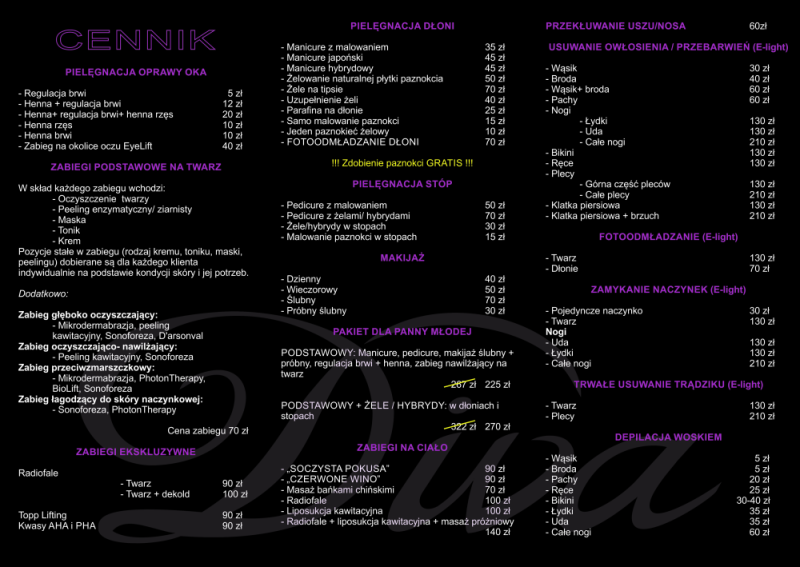 CENNIK
PIELĘGNACJA OPRAWY OKA
- Regulacja brwi 5 zł
- Henna + regulacja brwi 12 zł
- Henna+ regulacja brwi+ henna rzęs 20 zł
- Henna rzęs 10 zł
- Henna brwi 10 zł
- Zabieg na okolice oczu EyeLift 40 zł
ZABIEGI PODSTAWOWE NA TWARZ
W skład każdego zabiegu wchodzi:
- Oczyszczenie twarzy
- Peeling enzymatyczny/ ziarnisty
- Maska
- Tonik
- Krem
Pozycje stałe w zabiegu (rodzaj kremu, toniku, maski,
peelingu) dobierane są dla każdego klienta
indywidualnie na podstawie kondycji skóry i jej potrzeb.
Dodatkowo:
Zabieg głęboko oczyszczający:
- Mikrodermabrazja, peeling
kawitacyjny, Sonoforeza, D'arsonval
Zabieg oczyszczająco- nawilżający:
- Peeling kawitacyjny, Sonoforeza
Zabieg przeciwzmarszczkowy:
- Mikrodermabrazja, PhotonTherapy,
BioLift, Sonoforeza
Zabieg łagodzący do skóry naczynkowej:
- Sonoforeza, PhotonTherapy
Cena zabiegu 70 zł
ZABIEGI EKSKLUZYWNE
Radiofale
- Twarz 90 zł
- Twarz + dekold 100 zł
Topp Lifting 90 zł
Kwasy AHA i PHA 90 zł
PIELĘGNACJA DŁONI
- Manicure z malowaniem 35 zł
- Manicure japoński 45 zł
- Manicure hybrydowy 45 zł
- Żelowanie naturalnej płytki paznokcia 50 zł
- Żele na tipsie 70 zł
- Uzupełnienie żeli 40 zł
- Parafina na dłonie 25 zł
- Samo malowanie paznokci 15 zł
- Jeden paznokieć żelowy 10 zł
- FOTOODMŁADZANIE DŁONI 70 zł
!!! Zdobienie paznokci GRATIS !!!
PIELĘGNACJA STÓP
- Pedicure z malowaniem 50 zł
- Pedicure z żelami/ hybrydami 70 zł
- Żele/hybrydy w stopach 30 zł
- Malowanie paznokci w stopach 15 zł
MAKIJAŻ
- Dzienny 40 zł
- Wieczorowy 50 zł
- Ślubny 70 zł
- Próbny ślubny 30 zł
PAKIET DLA PANNY MŁODEJ
PODSTAWOWY: Manicure, pedicure, makijaż ślubny +
próbny, regulacja brwi + henna, zabieg nawilżający na
twarz
267 zł 225 zł
PODSTAWOWY + ŻELE / HYBRYDY: w dłoniach i
stopach
322 zł 270 zł
ZABIEGI NA CIAŁO
- „SOCZYSTA POKUSA” 90 zł
- „CZERWONE WINO” 90 zł
- Masaż bańkami chińskimi 70 zł
- Radiofale 100 zł
- Liposukcja kawitacyjna 100 zł
- Radiofale + liposukcja kawitacyjna + masaż próżniowy
140 zł
PRZEKŁUWANIE USZU/NOSA 60zł
USUWANIE OWŁOSIENIA / PRZEBARWIEŃ (E-light)
- Wąsik 30 zł
- Broda 40 zł
- Wąsik+ broda 60 zł
- Pachy 60 zł
- Nogi
- Łydki 130 zł
- Uda 130 zł
- Całe nogi 210 zł
- Bikini 130 zł
- Ręce 130 zł
- Plecy
- Górna część pleców 130 zł
- Całe plecy 210 zł
- Klatka piersiowa 130 zł
- Klatka piersiowa + brzuch 210 zł
FOTOODMŁADZANIE (E-light)
- Twarz 130 zł
- Dłonie 70 zł
ZAMYKANIE NACZYNEK (E-light)
- Pojedyncze naczynko 30 zł
- Twarz 130 zł
Nogi
- Uda 130 zł
- Łydki 130 zł
- Całe nogi 210 zł
TRWAŁE USUWANIE TRĄDZIKU (E-light)
- Twarz 130 zł
- Plecy 210 zł
DEPILACJA WOSKIEM
- Wąsik 5 zł
- Broda 5 zł
- Pachy 20 zł
- Ręce 25 zł
- Bikini 30-40 zł
- Łydki 35 zł
- Uda 35 zł
- Całe nogi 60 zł
Diva